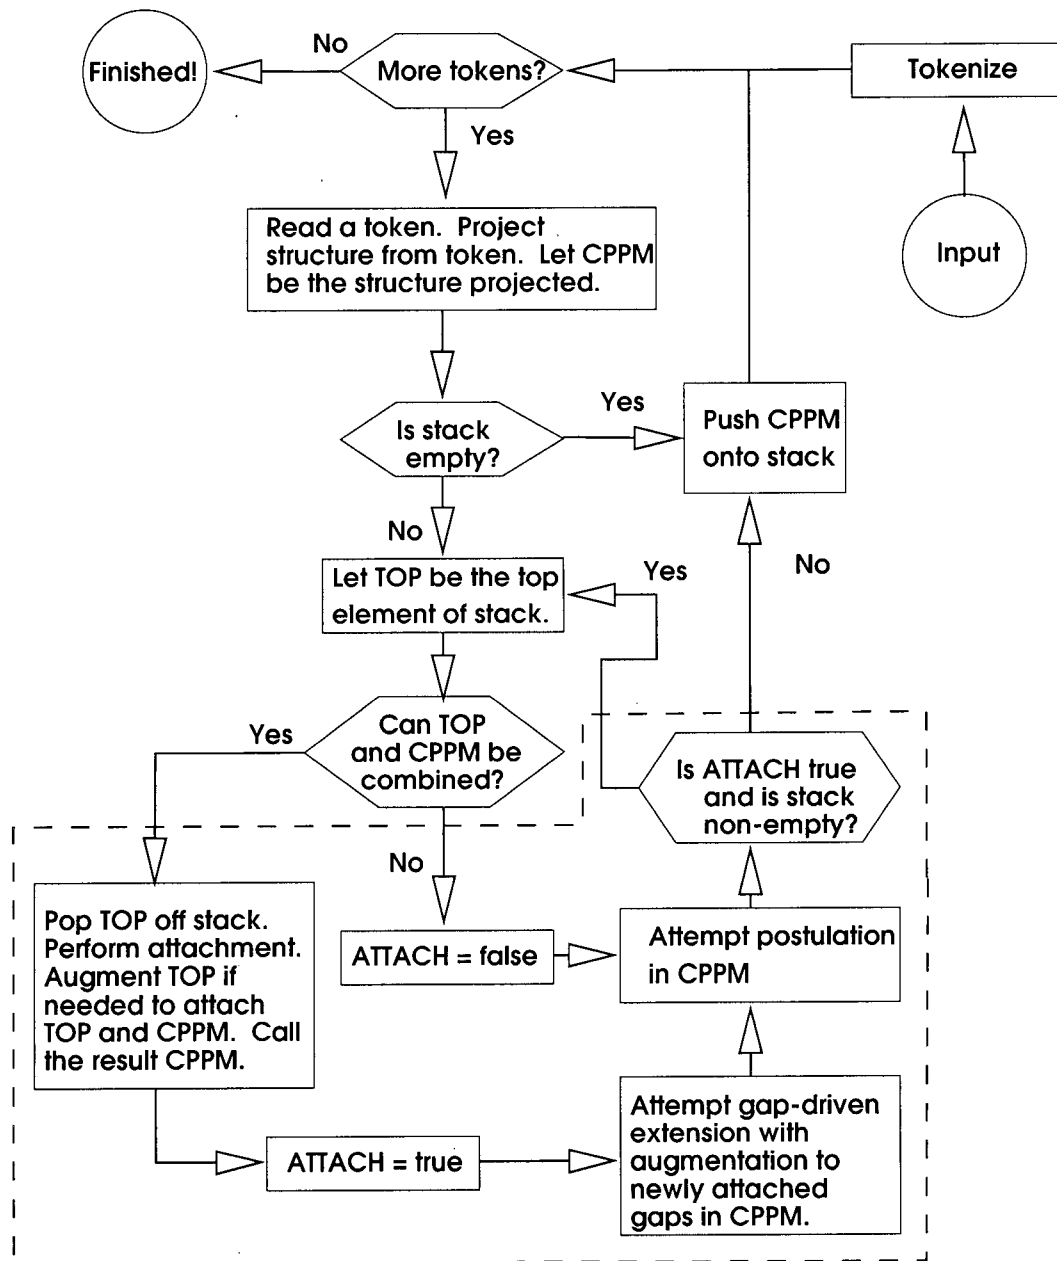 No
Finished!
More tokens?
Tokenize
Yes
Read a token. Project
structure from token. Let CPPM
be the structure projected.
Input
Yes
Is stack
empty?
Push CPPM
onto stack
No
Let TOP be the top
element of stack.
Yes
No
Yes
Can TOP
and CPPM be
combined?
Is ATTACH true
and is stack
non-empty?
No
Pop TOP off stack.
Perform attachment.
Augment TOP if
needed to attach
TOP and CPPM. Call
the result CPPM.
ATTACH = false
Attempt postulation
in CPPM
ATTACH = true
Attempt gap-driven
extension with
augmentation to
newly attached
gaps in CPPM.